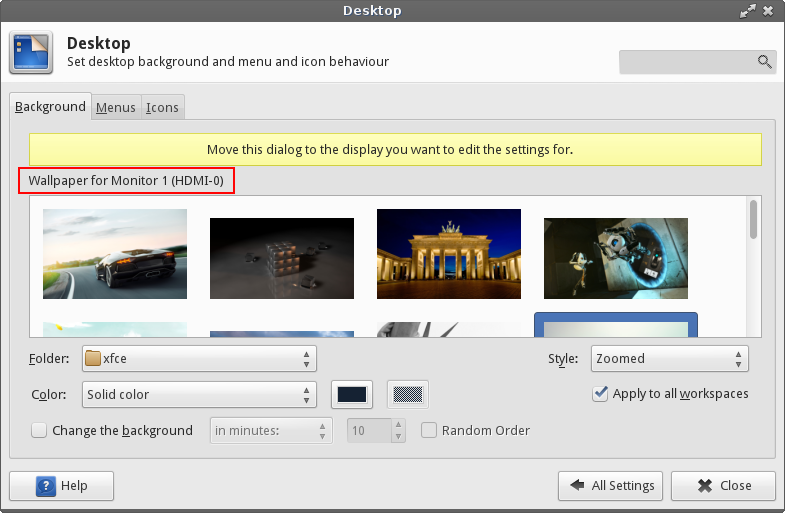 Desktop
Desktop
Set desktop background and menu and icon behaviour
Background Menus Icons
Move this dialog to the display you want to edit the settings for.
Wallpaper for Monitor 1 (HDMI-0)
Folder: xfce Style: Zoomed
Color: Solid color Apply to all workspaces
Change the background in minutes: 10 Random Order
? Help All Settings Close